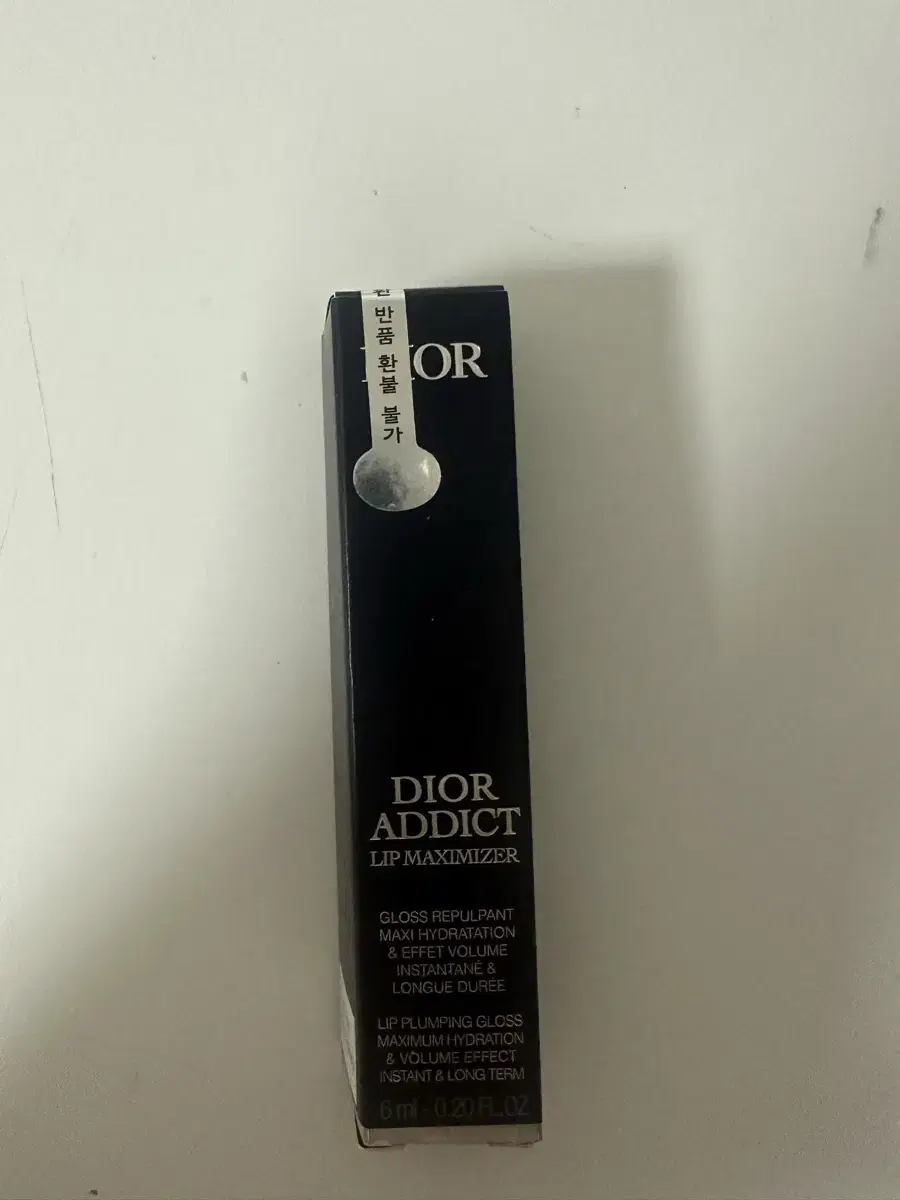 반품 환불 불가
DIOR
DIOR
ADDICT
LIP MAXIMIZER
GLOSS REPULPANT
MAXI HYDRATATION
& EFFET VOLUME
INSTANTANÉ &
LONGUE DURÉE
LIP PLUMPING GLOSS
MAXIMUM HYDRATION
& VOLUME EFFECT
INSTANT & LONG TERM
6 ml - 0.20 FL.OZ